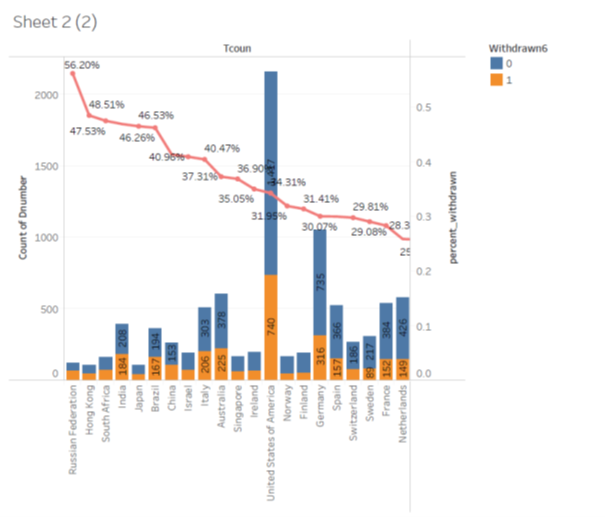 Sheet 2 (2)
Tcoun
Withdrawn6
0
1
Count of Dnumber
2000
1500
1000
500
0
56.20%
47.53%
48.51%
46.26%
46.53%
40.96%
40.47%
37.31%
35.05%
36.90%
31.95%
34.31%
31.41%
30.07%
29.81%
29.08%
28.3
25
208
184
194
167
153
303
206
378
225
740
735
316
366
157
186
217
89
384
152
426
149
0.5
0.4
0.3
0.2
0.1
0.0
percent_withdrawn
Russian Federation
Hong Kong
South Africa
India
Japan
Brazil
China
Israel
Italy
Australia
Singapore
Ireland
United States of America
Norway
Finland
Germany
Spain
Switzerland
Sweden
France
Netherlands